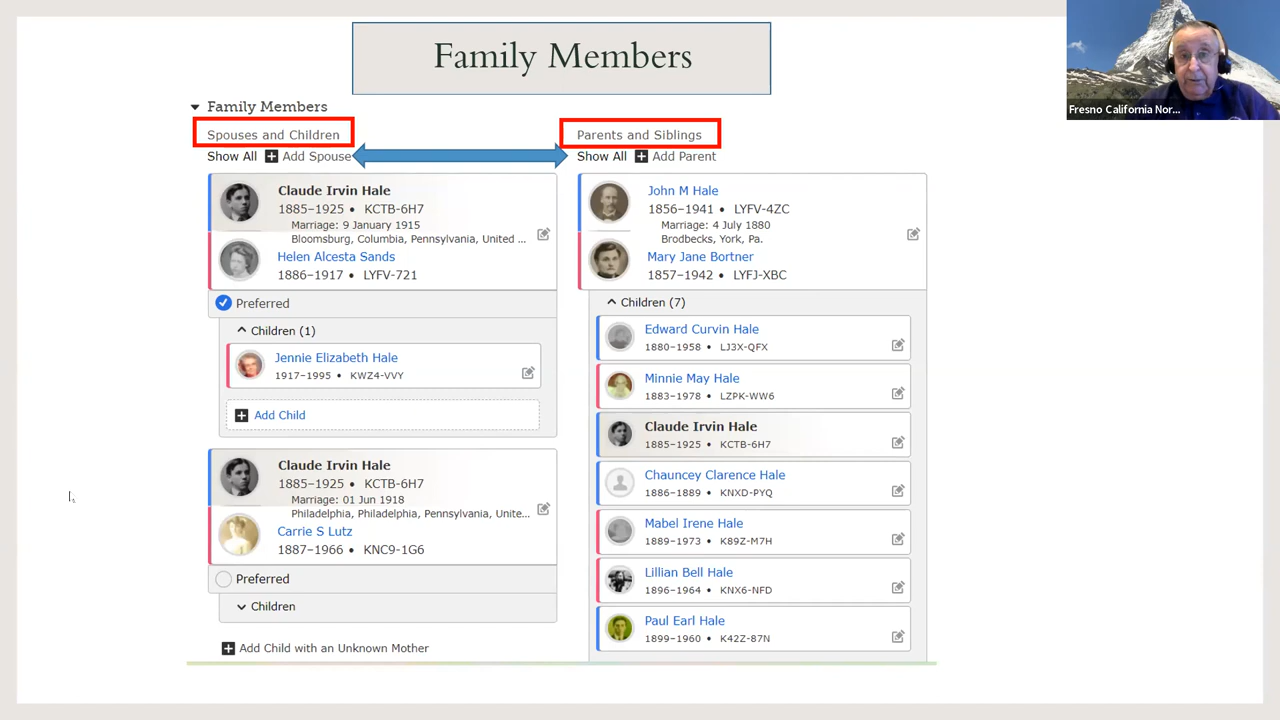 Family Members
Fresno California Nor...
Family Members
Spouses and Children
Show All Add Spouse
Claude Irvin Hale
1885–1925 • KCTB-6H7
Marriage: 9 January 1915
Bloomsburg, Columbia, Pennsylvania, United ...
Helen Alcesta Sands
1886–1917 • LYFV-721
Preferred
Children (1)
Jennie Elizabeth Hale
1917–1995 • KWZ4-VVY
Add Child
Claude Irvin Hale
1885–1925 • KCTB-6H7
Marriage: 01 Jun 1918
Philadelphia, Philadelphia, Pennsylvania, Unite...
Carrie S Lutz
1887–1966 • KNC9-1G6
Preferred
Children
Add Child with an Unknown Mother
Parents and Siblings
Show All Add Parent
John M Hale
1856–1941 • LYFV-4ZC
Marriage: 4 July 1880
Brodbecks, York, Pa.
Mary Jane Bortner
1857–1942 • LYFJ-XBC
Children (7)
Edward Curvin Hale
1880–1958 • LJ3X-QFX
Minnie May Hale
1883–1978 • LZPK-WW6
Claude Irvin Hale
1885–1925 • KCTB-6H7
Chauncey Clarence Hale
1886–1889 • KNXD-PYQ
Mabel Irene Hale
1889–1973 • K89Z-M7H
Lillian Bell Hale
1896–1964 • KNX6-NFD
Paul Earl Hale
1899–1960 • K42Z-87N